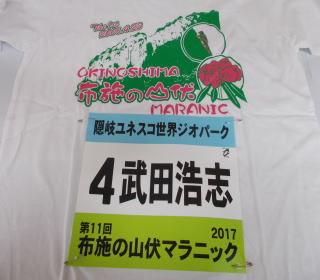 OKINOSHIMA
布施の山伏
MARANIC
隠岐ユネスコ世界ジオパーク
4武田浩志
第11回
2017
布施の山伏マラニック